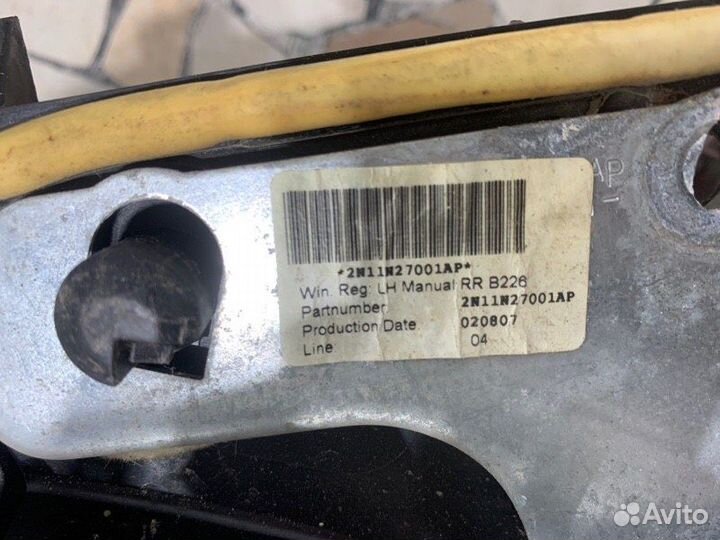 AP
*2N11N27001AP*
Win. Reg: LH Manual RR B226
Partnumber 2N11N27001AP
Production Date 020807
Line 04
Avito